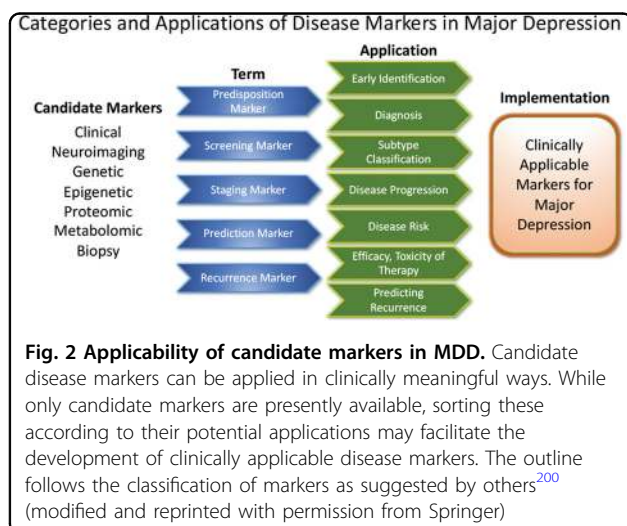 Categories and Applications of Disease Markers in Major Depression
Candidate Markers
Clinical
Neuroimaging
Genetic
Epigenetic
Proteomic
Metabolomic
Biopsy
Term
Predisposition
Marker
Screening Marker
Staging Marker
Prediction Marker
Recurrence Marker
Application
Early Identification
Diagnosis
Subtype
Classification
Disease Progression
Disease Risk
Efficacy, Toxicity of
Therapy
Predicting
Recurrence
Implementation
Clinically
Applicable
Markers for
Major
Depression
Fig. 2 Applicability of candidate markers in MDD. Candidate
disease markers can be applied in clinically meaningful ways. While
only candidate markers are presently available, sorting these
according to their potential applications may facilitate the
development of clinically applicable disease markers. The outline
follows the classification of markers as suggested by others200
(modified and reprinted with permission from Springer)